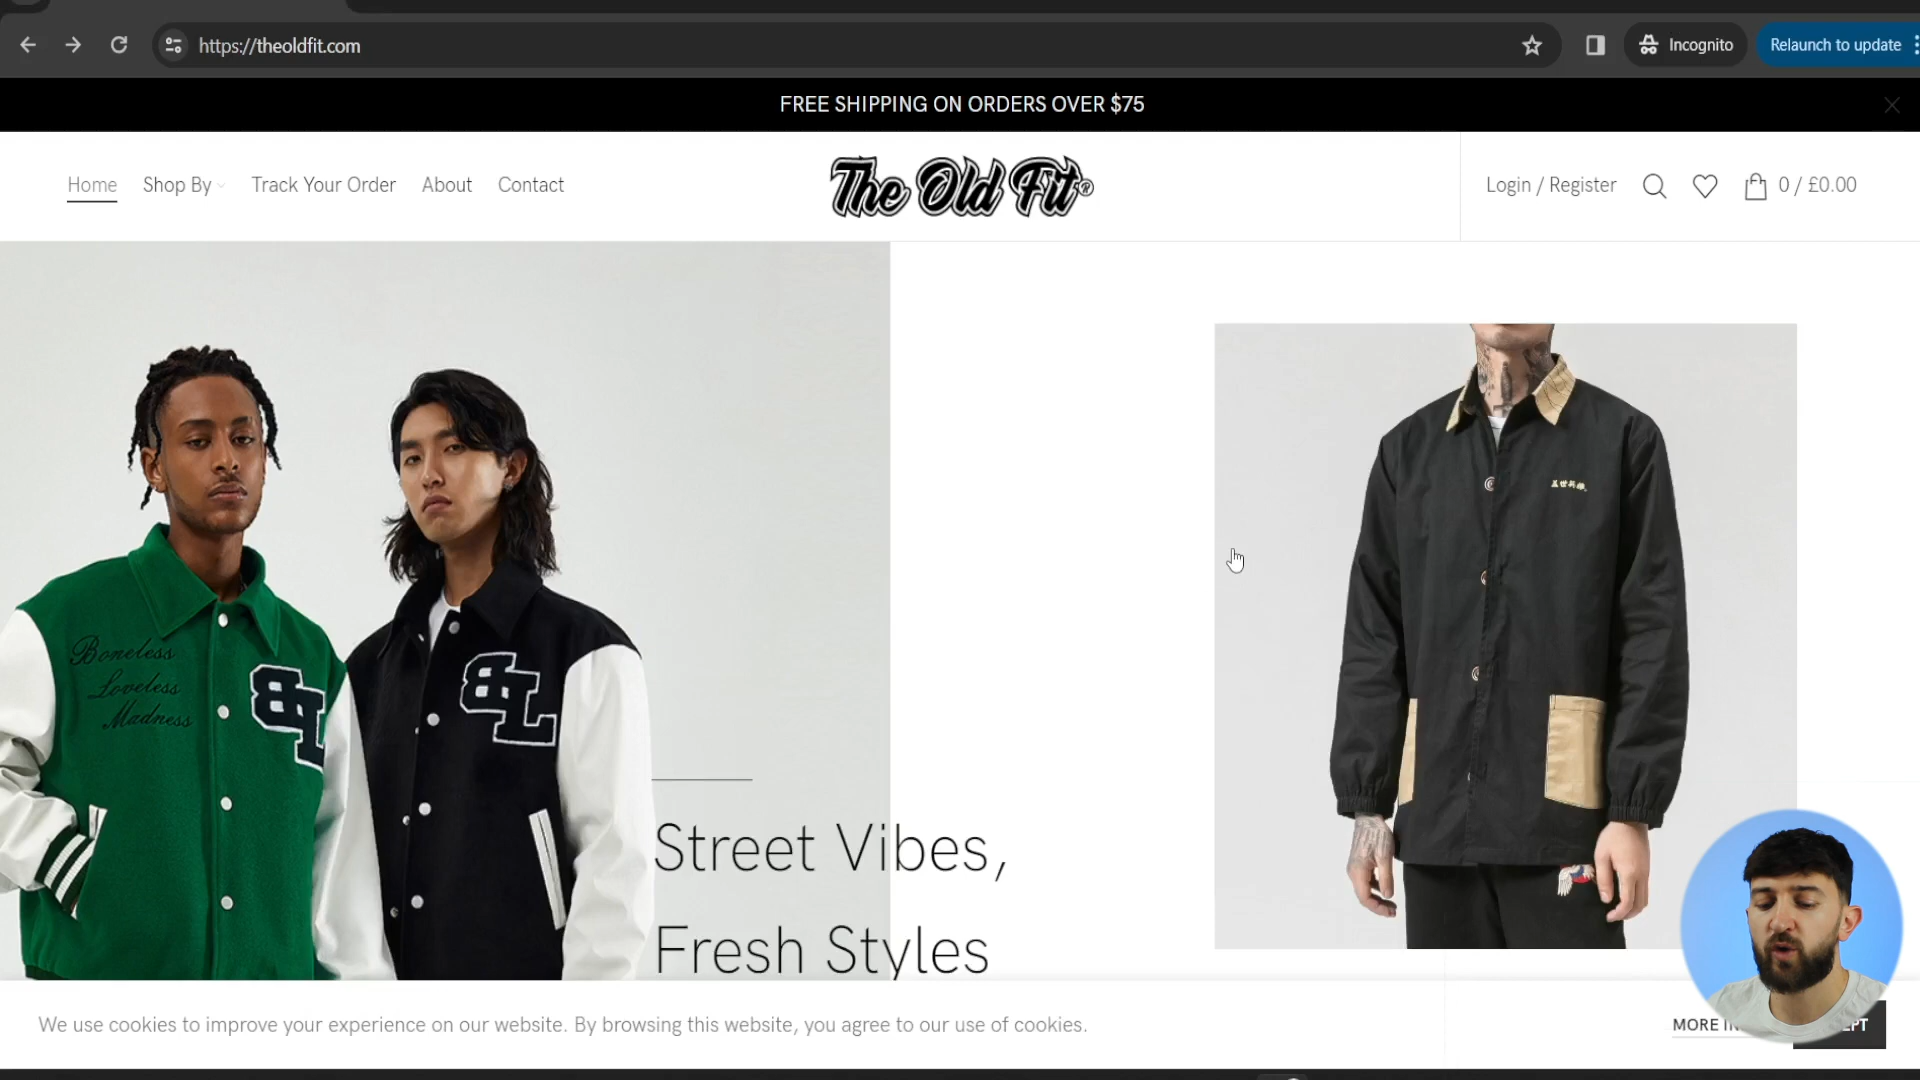 https://theoldfit.com
Incognito
Relaunch to update
FREE SHIPPING ON ORDERS OVER $75
Home
Shop By
Track Your Order
About
Contact
The Old Fit®
Login / Register
0 / £0.00
Boneless
Loveless
Madness
BL
BL
Street Vibes,
Fresh Styles
We use cookies to improve your experience on our website. By browsing this website, you agree to our use of cookies.
MORE